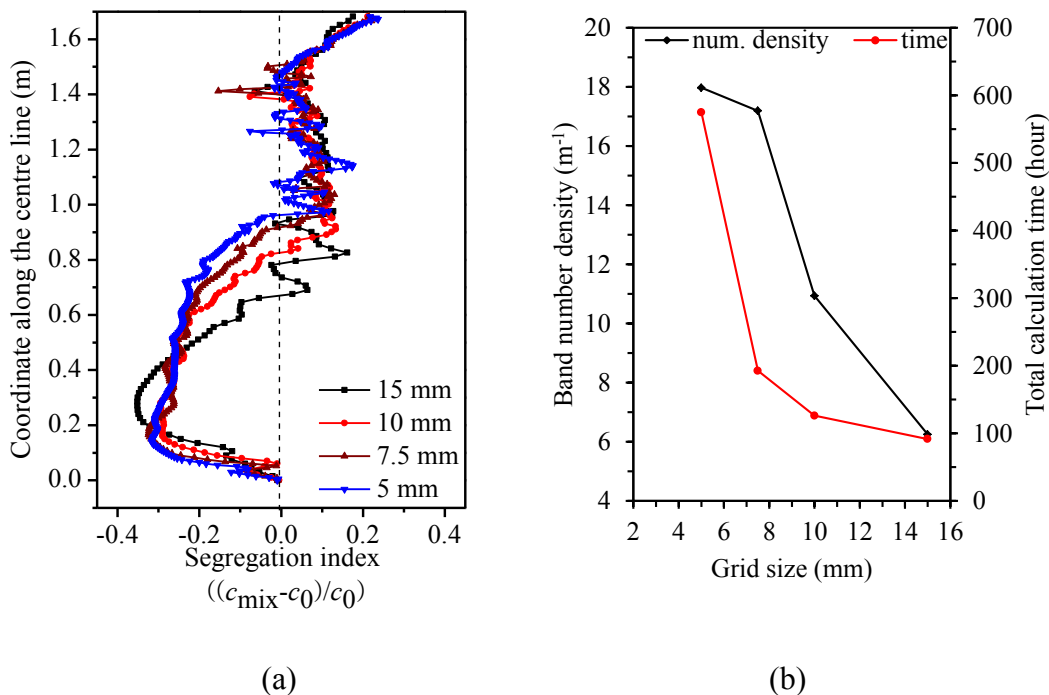 Coordinate along the centre line (m)
1.6
1.4
1.2
1.0
0.8
0.6
0.4
0.2
0.0
-0.4
-0.2
0.0
0.2
0.4
Segregation index
((c_mix-c_0)/c_0)
15 mm
10 mm
7.5 mm
5 mm
(a)
Band number density (m⁻¹)
20
18
16
14
12
10
8
6
4
num. density
time
700
600
500
400
300
200
100
0
Total calculation time (hour)
2
4
6
8
10
12
14
16
Grid size (mm)
(b)